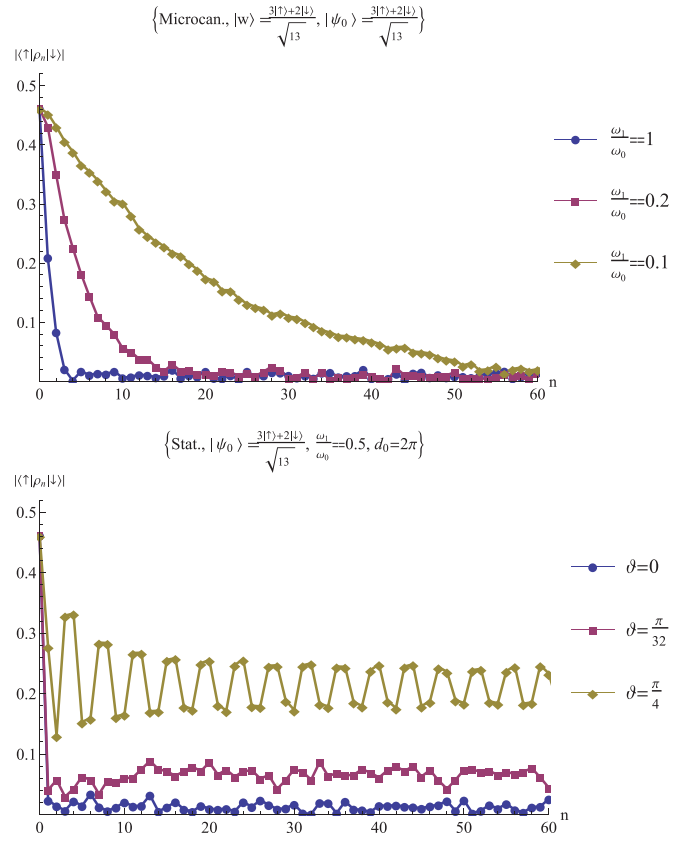 {Microcan., |w⟩ = (3|↑⟩+2|↓⟩)/√13, |ψ₀⟩ = (3|↑⟩+2|↓⟩)/√13}
|⟨↑|ρₙ|↓⟩|
0.5
0.4
0.3
0.2
0.1
0 10 20 30 40 50 60 n
ω₁/ω₀==1
ω₁/ω₀==0.2
ω₁/ω₀==0.1
{Stat., |ψ₀⟩ = (3|↑⟩+2|↓⟩)/√13, ω₁/ω₀==0.5, d₀=2π}
|⟨↑|ρₙ|↓⟩|
0.5
0.4
0.3
0.2
0.1
0 10 20 30 40 50 60 n
ϑ=0
ϑ=π/32
ϑ=π/4